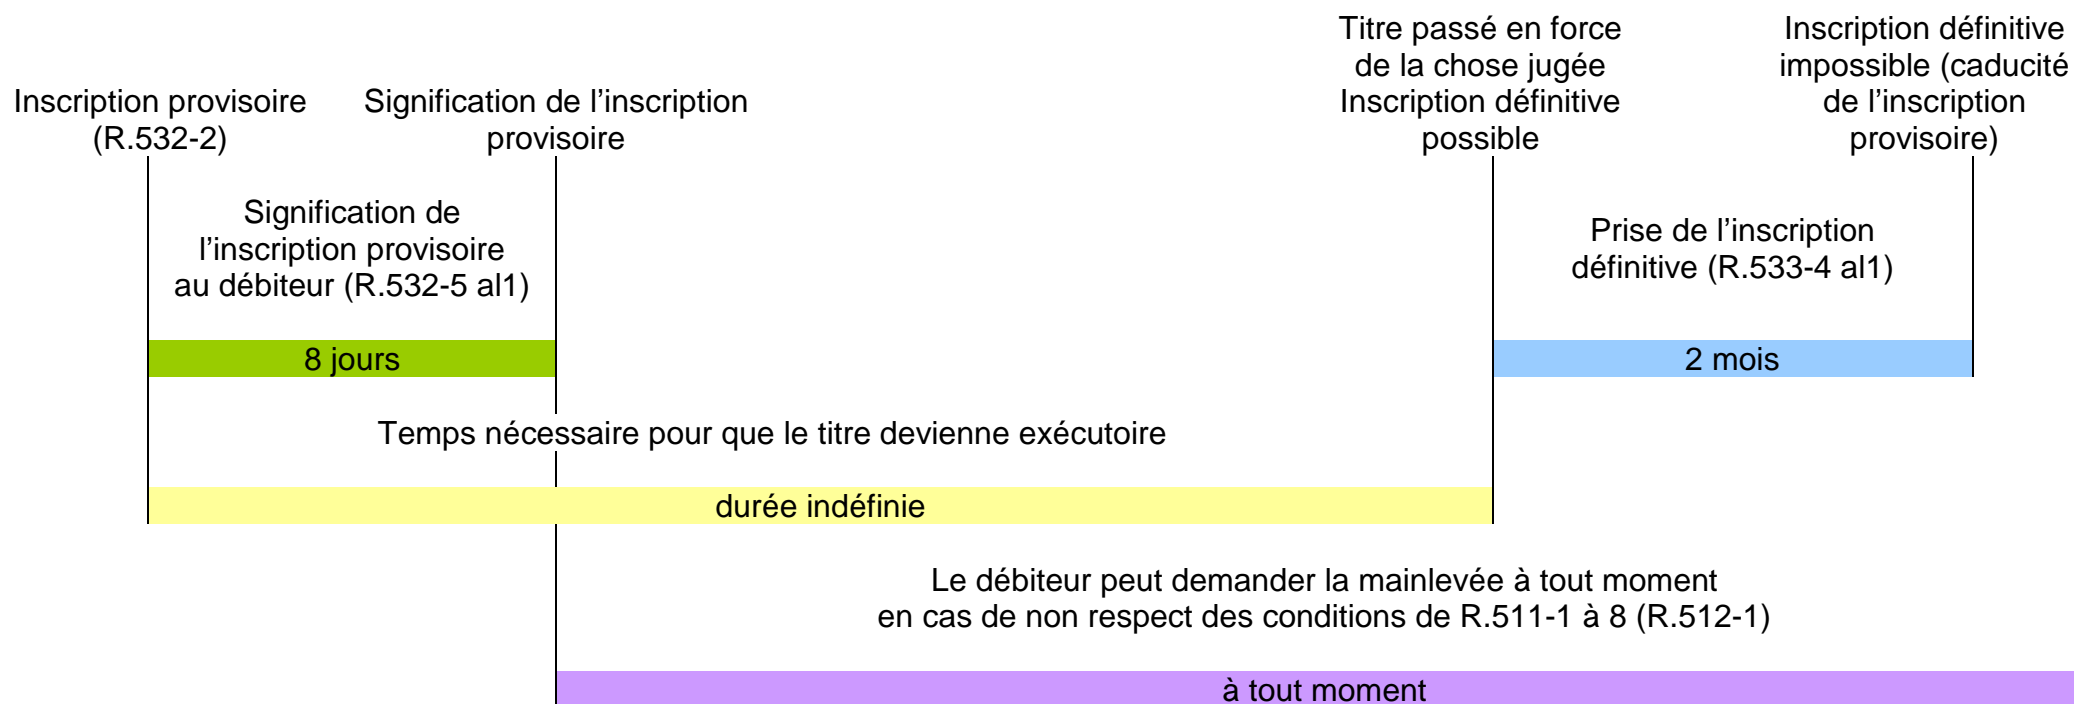 Inscription provisoire
(R.532-2)
Signification de l’inscription
provisoire
Titre passé en force
de la chose jugée
Inscription définitive
possible
Inscription définitive
impossible (caducité
de l’inscription
provisoire)
Signification de
l’inscription provisoire
au débiteur (R.532-5 al1)
Prise de l’inscription
définitive (R.533-4 al1)
8 jours
2 mois
Temps nécessaire pour que le titre devienne exécutoire
durée indéfinie
Le débiteur peut demander la mainlevée à tout moment
en cas de non respect des conditions de R.511-1 à 8 (R.512-1)
à tout moment